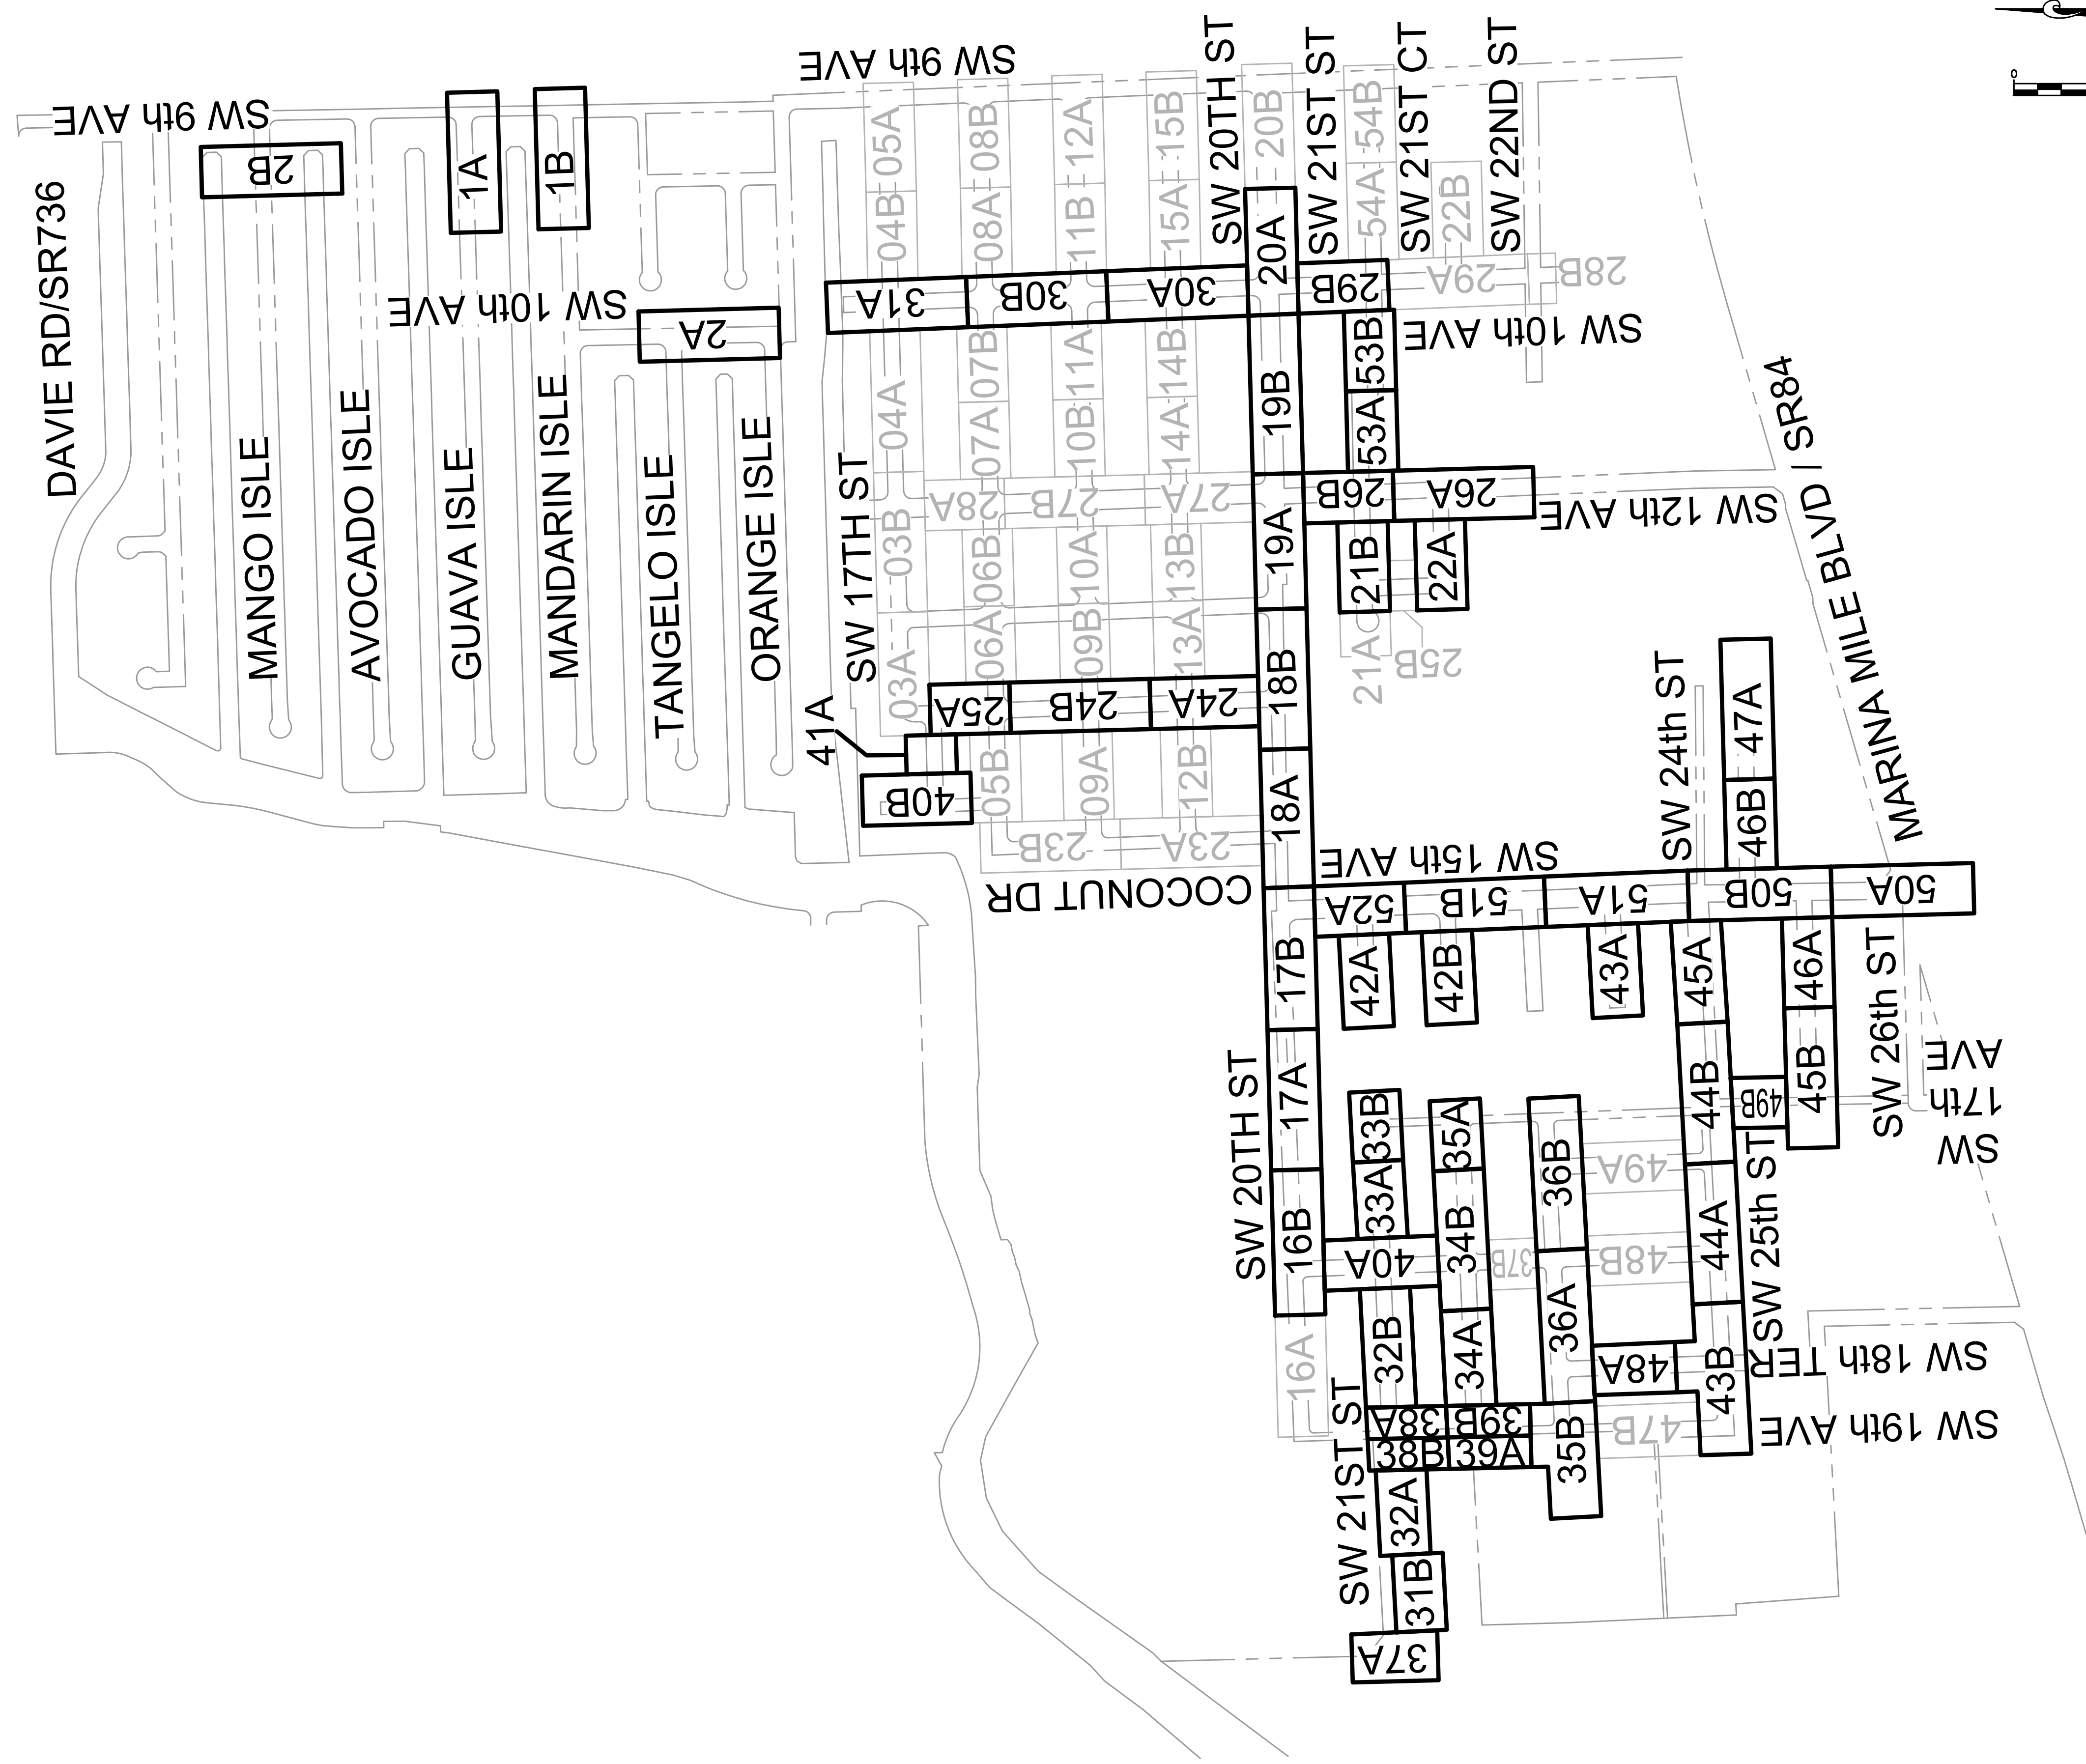 SW 9th AVE
SW 9th AVE
0
DAVIE RD/SR736
2B
1A
1B
SW 10th AVE
2A
MANGO ISLE
AVOCADO ISLE
GUAVA ISLE
MANDARIN ISLE
TANGELO ISLE
ORANGE ISLE
SW 17TH ST
41A
40B
05A
04B
04A
03B
03A
31A
28A
25A
08B
08A
07B
07A
06B
06A
05B
30B
27B
24B
23B
12A
11B
11A
10B
10A
09B
09A
15B
15A
14B
14A
13B
13A
12B
30A
27A
24A
23A
COCONUT DR
SW 20TH ST
20B
20A
19B
19A
18B
18A
17B
17A
16B
16A
SW 20TH ST
SW 21ST ST
SW 21ST CT
SW 22ND ST
54B
54A
22B
29B
29A
28B
SW 10th AVE
53B
53A
26B
26A
SW 12th AVE
21B
22A
21A
25B
MARINA MILE BLVD / SR84
SW 24th ST
47A
46B
SW 15th AVE
52A
51B
51A
50B
50A
42A
42B
43A
45A
46A
44B
45B
49B
SW 26th ST
SW
17th
AVE
33B
33A
35A
34B
36B
49A
44A
SW 25th ST
40A
37B
48B
32B
34A
36A
48A
43B
SW 18th TER
SW 19th AVE
38A
39B
38B
39A
35B
47B
SW 21ST ST
32A
31B
37A